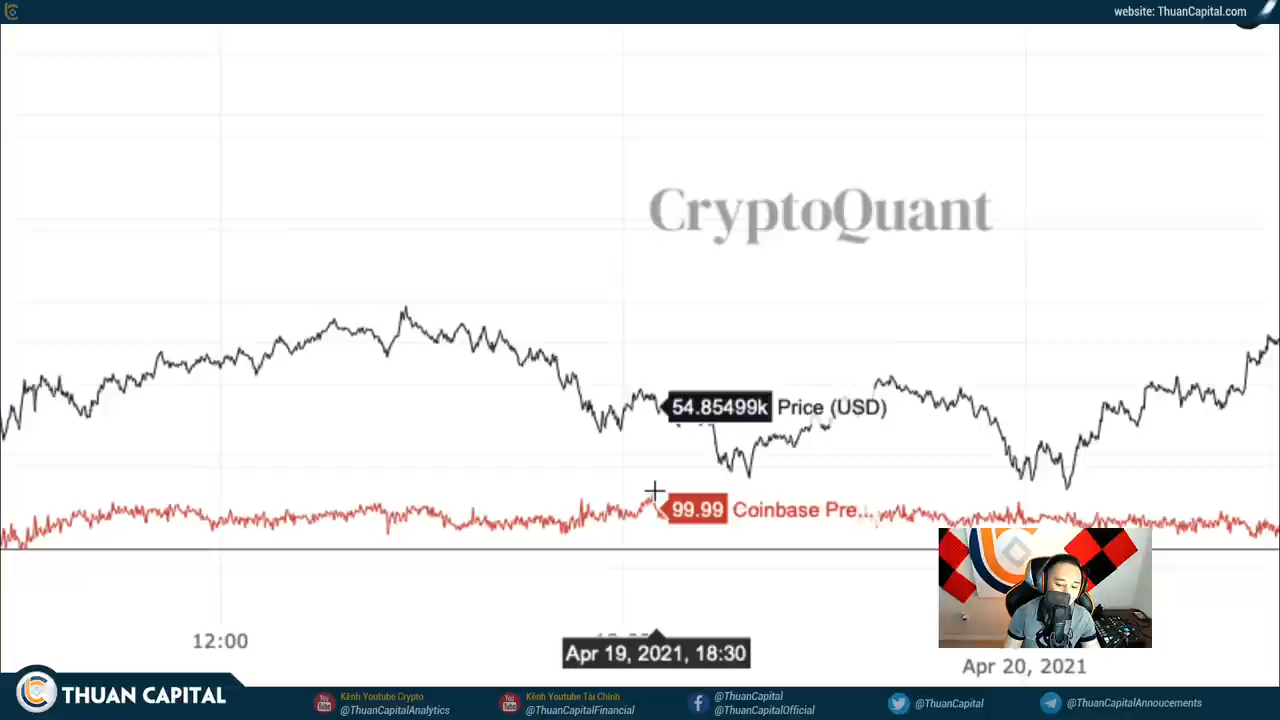 website: ThuanCapital.com
CryptoQuant
54.85499k Price (USD)
99.99 Coinbase Pre...
12:00
Apr 19, 2021, 18:30
Apr 20, 2021
THUAN CAPITAL
Kênh Youtube Crypto
@ThuanCapitalAnalytics
Kênh Youtube Tài Chính
@ThuanCapitalFinancial
@ThuanCapital
@ThuanCapitalOfficial
@ThuanCapital
@ThuanCapitalAnnoucements